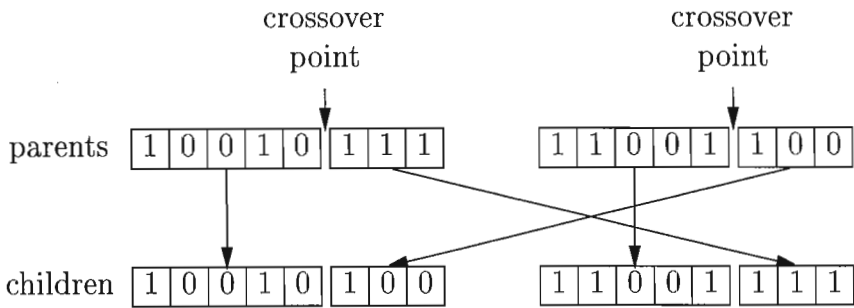 crossover crossover
point point
parents 1 0 0 1 0 1 1 1 1 1 0 0 1 1 0 0
children 1 0 0 1 0 1 0 0 1 1 0 0 1 1 1 1